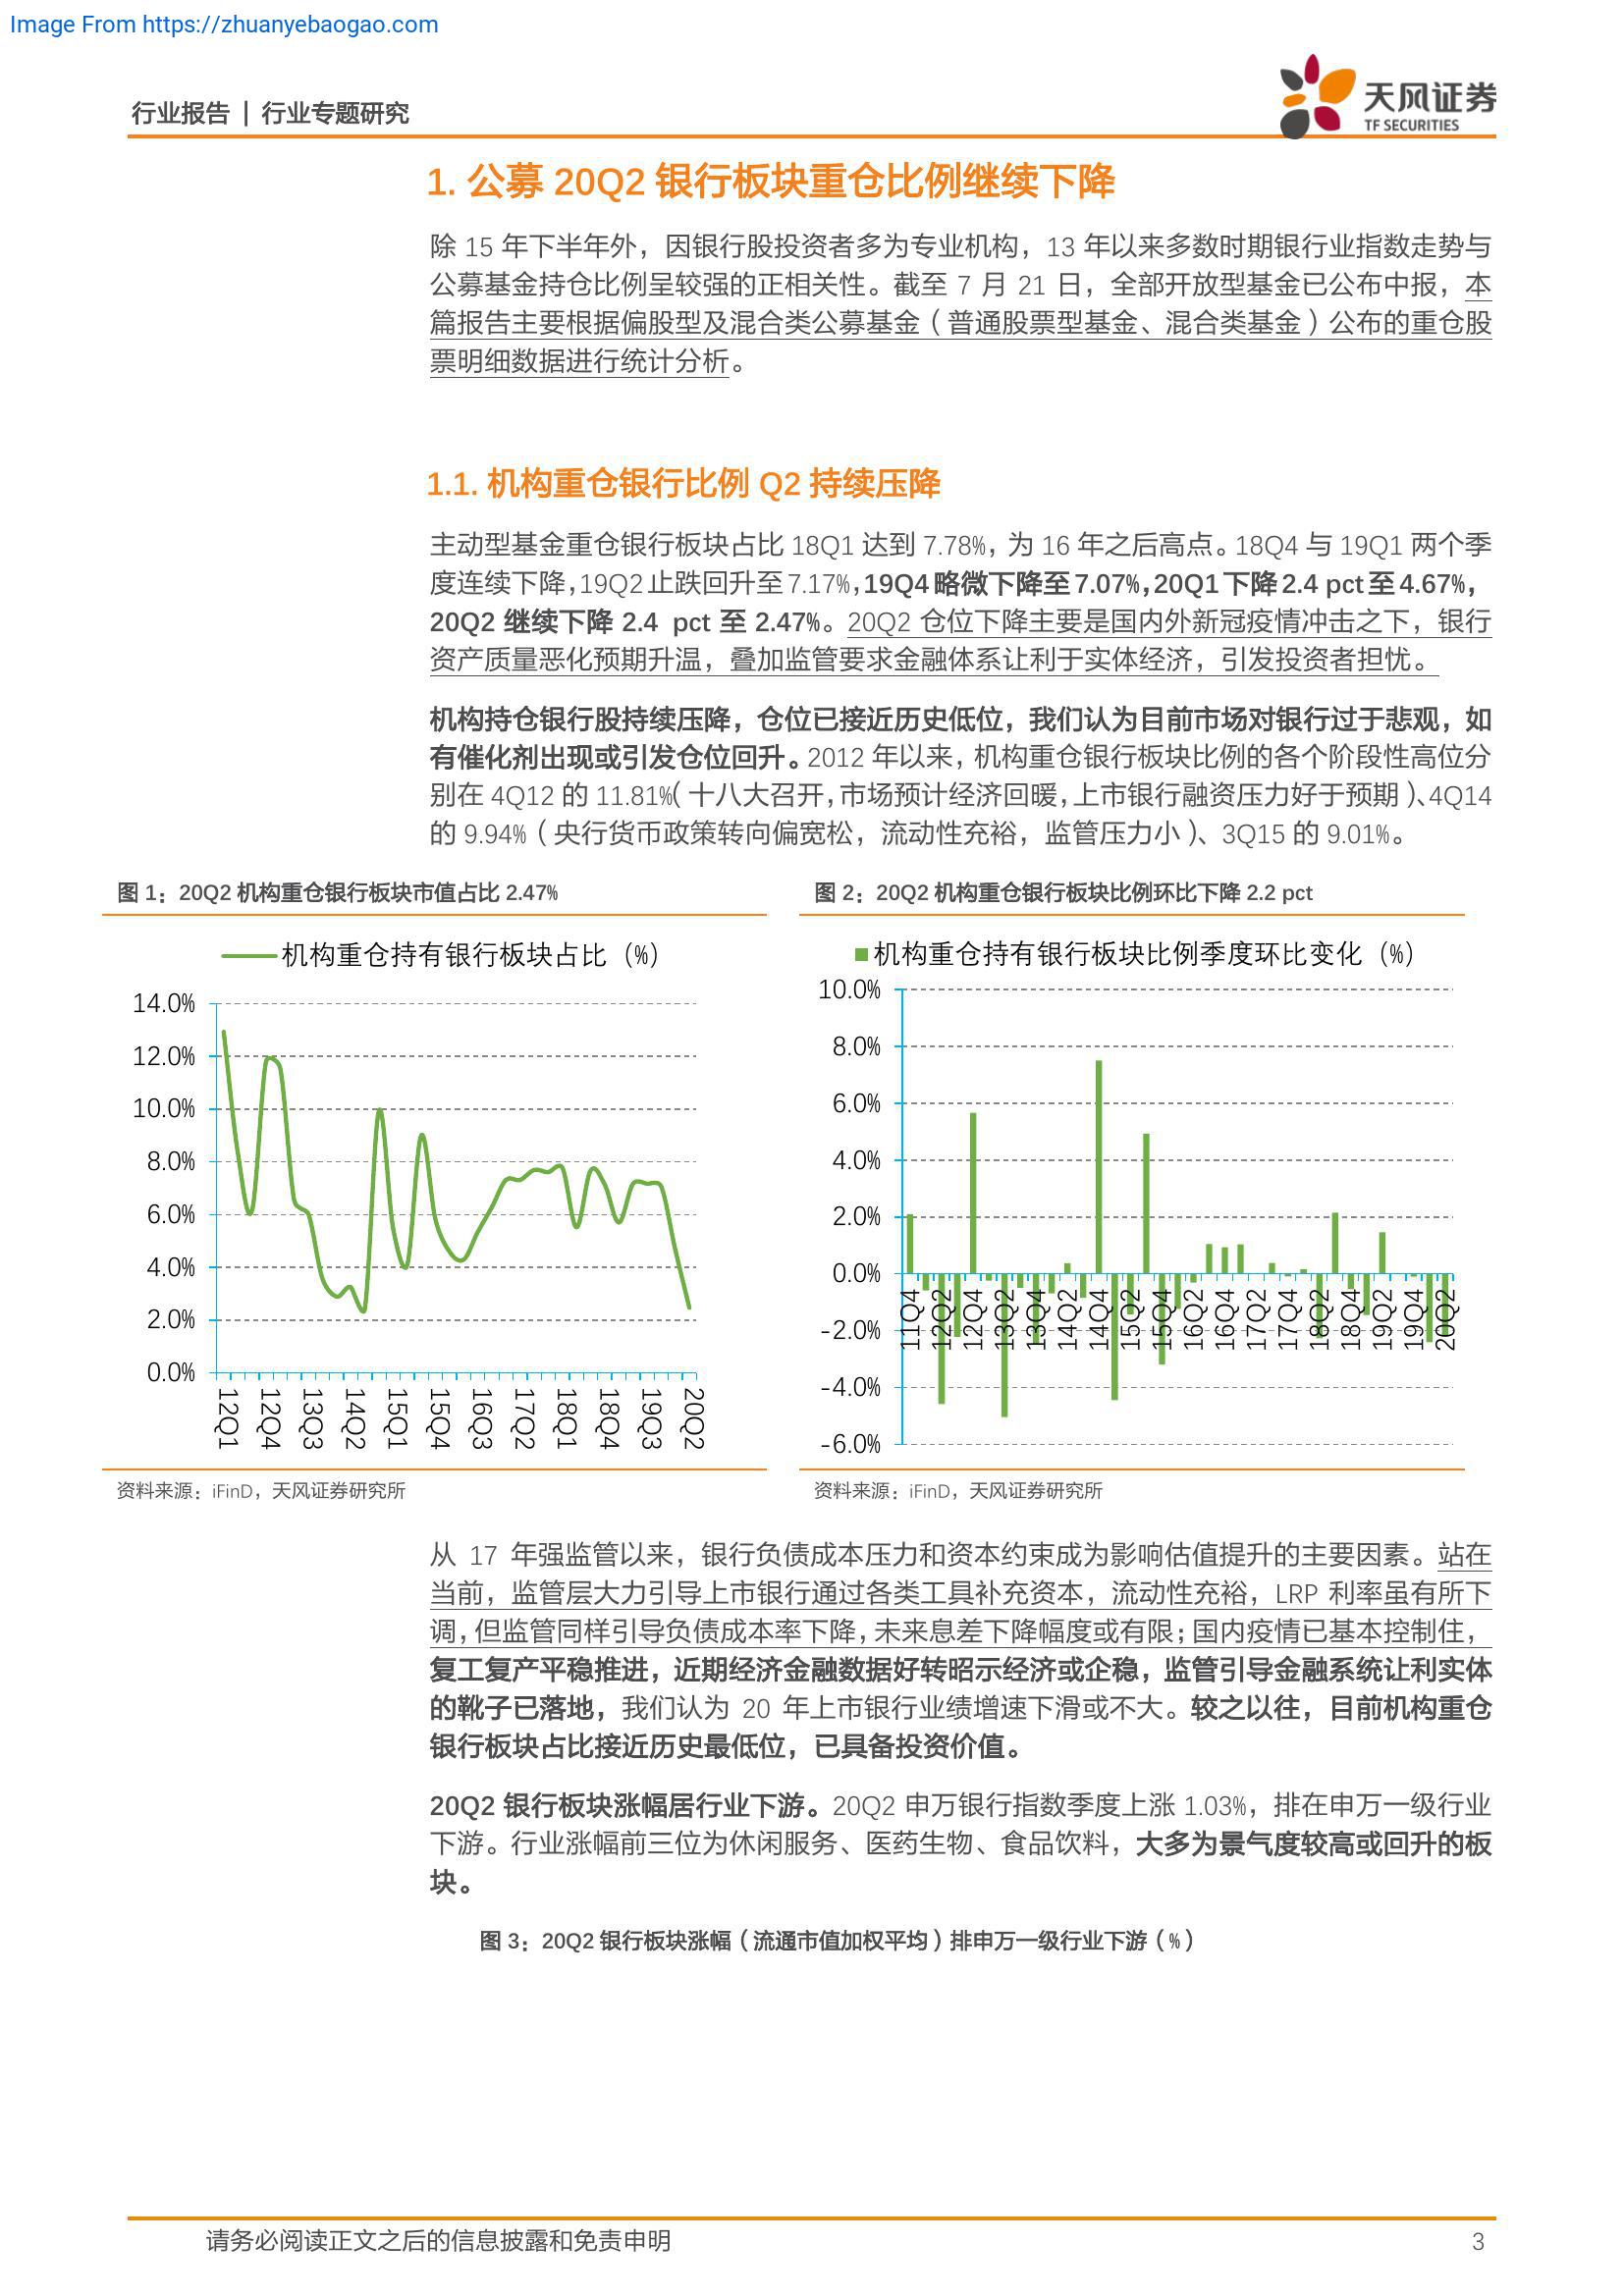 Image From https://zhuanyebaogao.com
行业报告 | 行业专题研究
天风证券
TF SECURITIES
1. 公募 20Q2 银行板块重仓比例继续下降
除 15 年下半年外，因银行股投资者多为专业机构，13 年以来多数时期银行业指数走势与
公募基金持仓比例呈较强的正相关性。截至 7 月 21 日，全部开放型基金已公布中报，本
篇报告主要根据偏股型及混合类公募基金（普通股票型基金、混合类基金）公布的重仓股
票明细数据进行统计分析。
1.1. 机构重仓银行比例 Q2 持续压降
主动型基金重仓银行板块占比 18Q1 达到 7.78%，为 16 年之后高点。18Q4 与 19Q1 两个季
度连续下降，19Q2 止跌回升至 7.17%，19Q4 略微下降至 7.07%，20Q1 下降 2.4 pct 至 4.67%，
20Q2 继续下降 2.4 pct 至 2.47%。20Q2 仓位下降主要是国内外新冠疫情冲击之下，银行
资产质量恶化预期升温，叠加监管要求金融体系让利于实体经济，引发投资者担忧。
机构持仓银行股持续压降，仓位已接近历史低位，我们认为目前市场对银行过于悲观，如
有催化剂出现或引发仓位回升。2012 年以来，机构重仓银行板块比例的各个阶段性高位分
别在 4Q12 的 11.81%（十八大召开，市场预计经济回暖，上市银行融资压力好于预期）、4Q14
的 9.94%（央行货币政策转向偏宽松，流动性充裕，监管压力小）、3Q15 的 9.01%。
图 1：20Q2 机构重仓银行板块市值占比 2.47%
机构重仓持有银行板块占比（%）
14.0%
12.0%
10.0%
8.0%
6.0%
4.0%
2.0%
0.0%
12Q1 12Q4 13Q3 14Q2 15Q1 15Q4 16Q3 17Q2 18Q1 18Q4 19Q3 20Q2
资料来源：iFinD，天风证券研究所
图 2：20Q2 机构重仓银行板块比例环比下降 2.2 pct
机构重仓持有银行板块比例季度环比变化（%）
10.0%
8.0%
6.0%
4.0%
2.0%
0.0%
-2.0%
-4.0%
-6.0%
11Q4 12Q2 12Q4 13Q2 13Q4 14Q2 14Q4 15Q2 15Q4 16Q2 16Q4 17Q2 17Q4 18Q2 18Q4 19Q2 19Q4 20Q2
资料来源：iFinD，天风证券研究所
从 17 年强监管以来，银行负债成本压力和资本约束成为影响估值提升的主要因素。站在
当前，监管层大力引导上市银行通过各类工具补充资本，流动性充裕，LRP 利率虽有所下
调，但监管同样引导负债成本率下降，未来息差下降幅度或有限；国内疫情已基本控制住，
复工复产平稳推进，近期经济金融数据好转昭示经济或企稳，监管引导金融系统让利实体
的靴子已落地，我们认为 20 年上市银行业绩增速下滑或不大。较之以往，目前机构重仓
银行板块占比接近历史最低位，已具备投资价值。
20Q2 银行板块涨幅居行业下游。20Q2 申万银行指数季度上涨 1.03%，排在申万一级行业
下游。行业涨幅前三位为休闲服务、医药生物、食品饮料，大多为景气度较高或回升的板
块。
图 3：20Q2 银行板块涨幅（流通市值加权平均）排申万一级行业下游（%）
请务必阅读正文之后的信息披露和免责申明
3